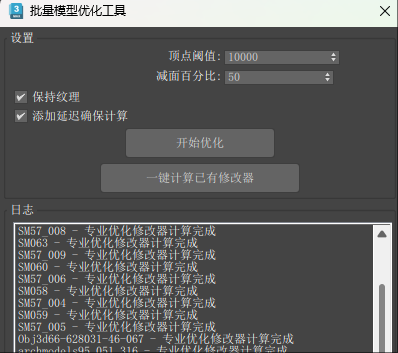 批量模型优化工具
设置
顶点阈值: 10000
减面百分比: 50
保持纹理
添加延迟确保计算
开始优化
一键计算已有修改器
日志
SM57_008 - 专业优化修改器计算完成
SM063 - 专业优化修改器计算完成
SM57_009 - 专业优化修改器计算完成
SM060 - 专业优化修改器计算完成
SM57_006 - 专业优化修改器计算完成
SM058 - 专业优化修改器计算完成
SM57_004 - 专业优化修改器计算完成
SM059 - 专业优化修改器计算完成
SM57_005 - 专业优化修改器计算完成
Obj3d66-628031-46-067 - 专业优化修改器计算完成
archmodels95_051_316 - 专业优化修改器计算完成